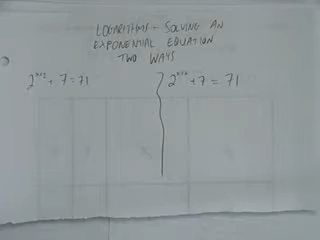 LOGARITHMS - SOLVING AN
EXPONENTIAL EQUATION
TWO WAYS
2^(x/2) + 7 = 71
2^(x/2) + 7 = 71